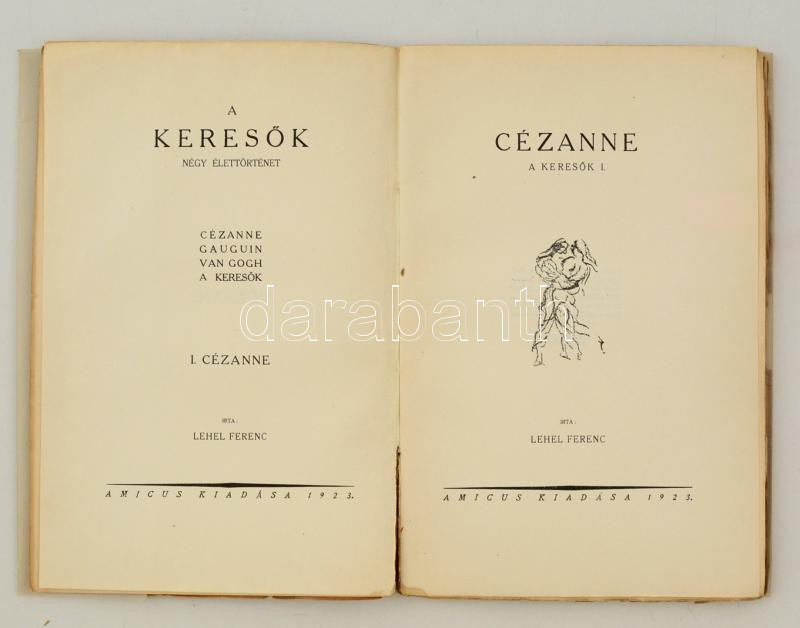 A
KERESŐK
NÉGY ÉLETTÖRTÉNET
CÉZANNE
GAUGUIN
VAN GOGH
A KERESŐK
I. CÉZANNE
IRTA:
LEHEL FERENC
AMICUS KIADÁSA 1923.
CÉZANNE
A KERESŐK I.
IRTA:
LEHEL FERENC
AMICUS KIADÁSA 1923.
darabanth